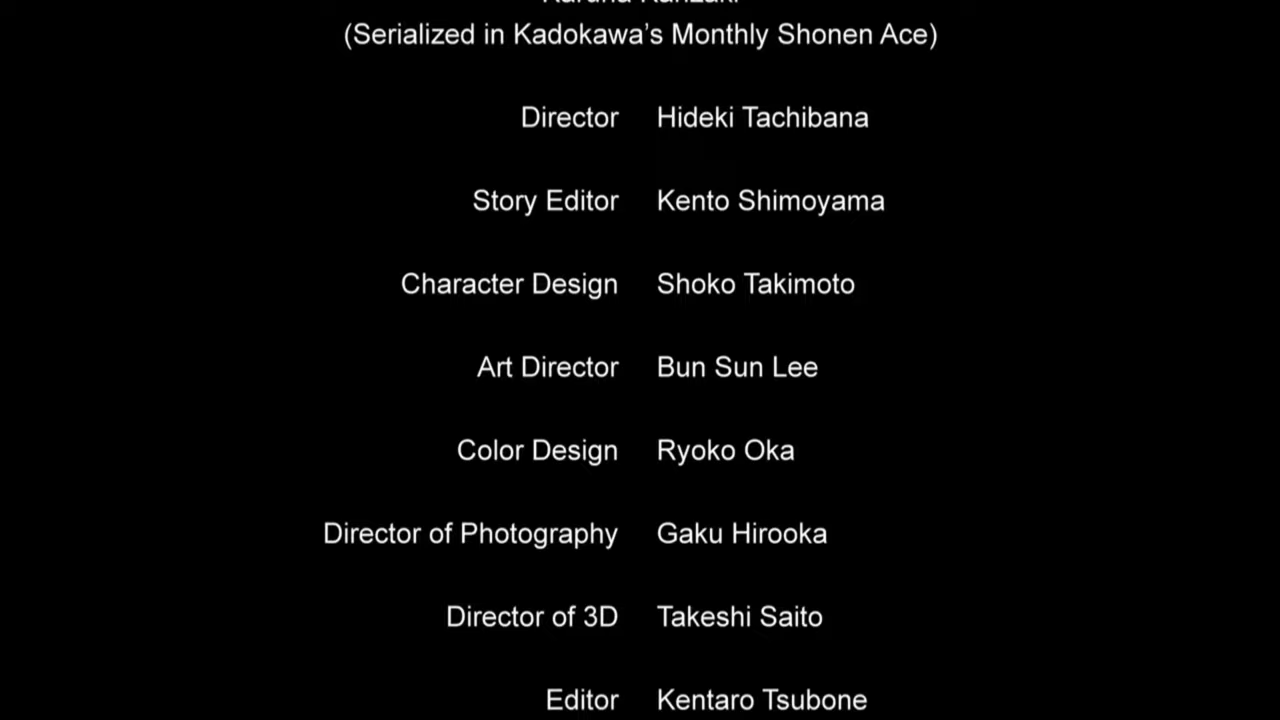 (Serialized in Kadokawa's Monthly Shonen Ace)
Director Hideki Tachibana
Story Editor Kento Shimoyama
Character Design Shoko Takimoto
Art Director Bun Sun Lee
Color Design Ryoko Oka
Director of Photography Gaku Hirooka
Director of 3D Takeshi Saito
Editor Kentaro Tsubone